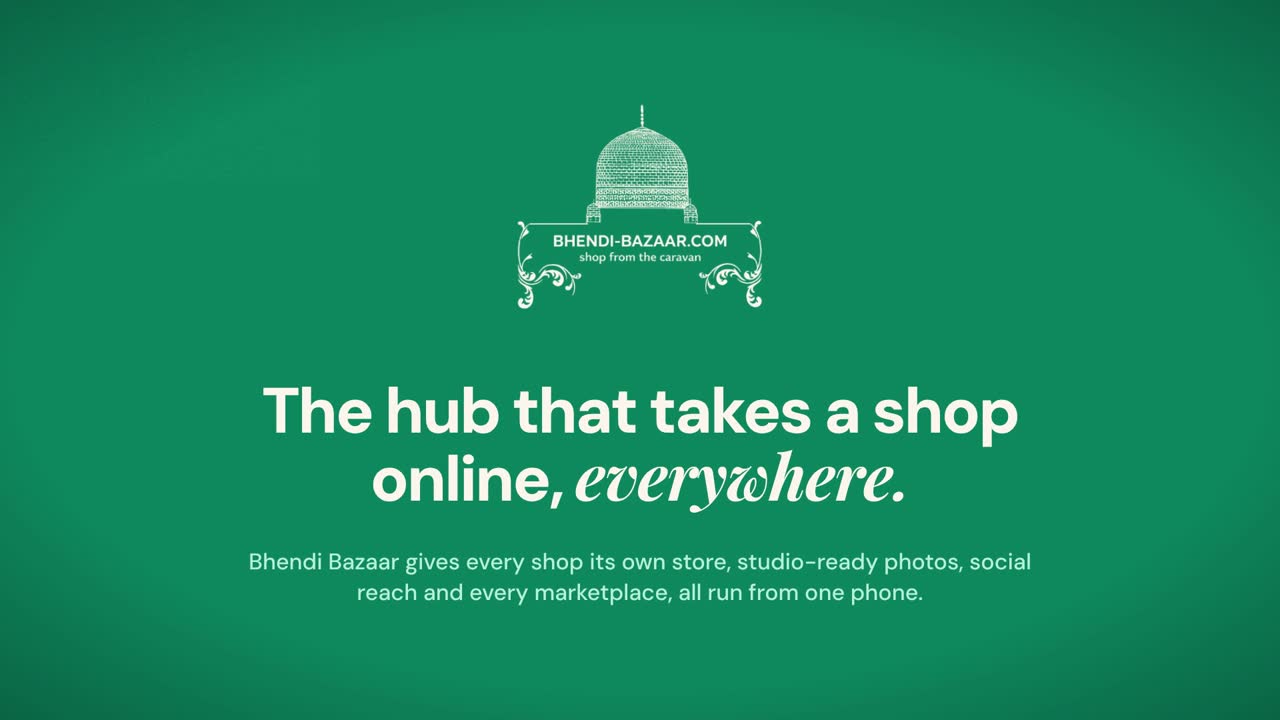 BHENDI-BAZAAR.COM
shop from the caravan
The hub that takes a shop
online, everywhere.
Bhendi Bazaar gives every shop its own store, studio-ready photos, social
reach and every marketplace, all run from one phone.